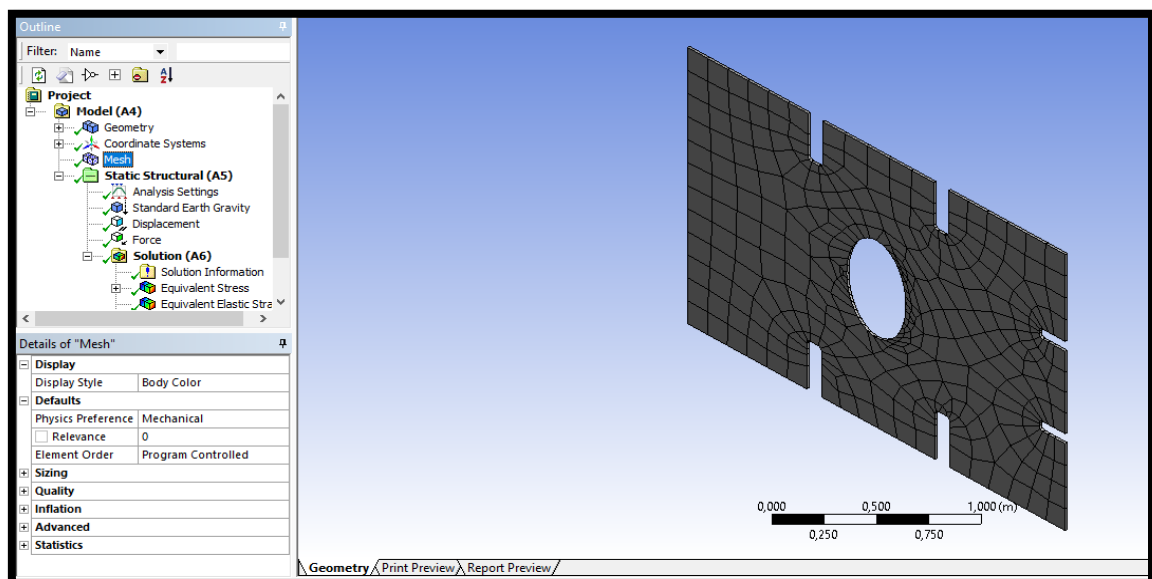 Outline
Filter: Name
Project
Model (A4)
Geometry
Coordinate Systems
Mesh
Static Structural (A5)
Analysis Settings
Standard Earth Gravity
Displacement
Force
Solution (A6)
Solution Information
Equivalent Stress
Equivalent Elastic Stra
Details of "Mesh"
Display
Display Style Body Color
Defaults
Physics Preference Mechanical
Relevance 0
Element Order Program Controlled
Sizing
Quality
Inflation
Advanced
Statistics
0,000 0,500 1,000 (m)
0,250 0,750
Geometry Print Preview Report Preview